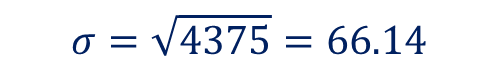 σ = √4375 = 66.14